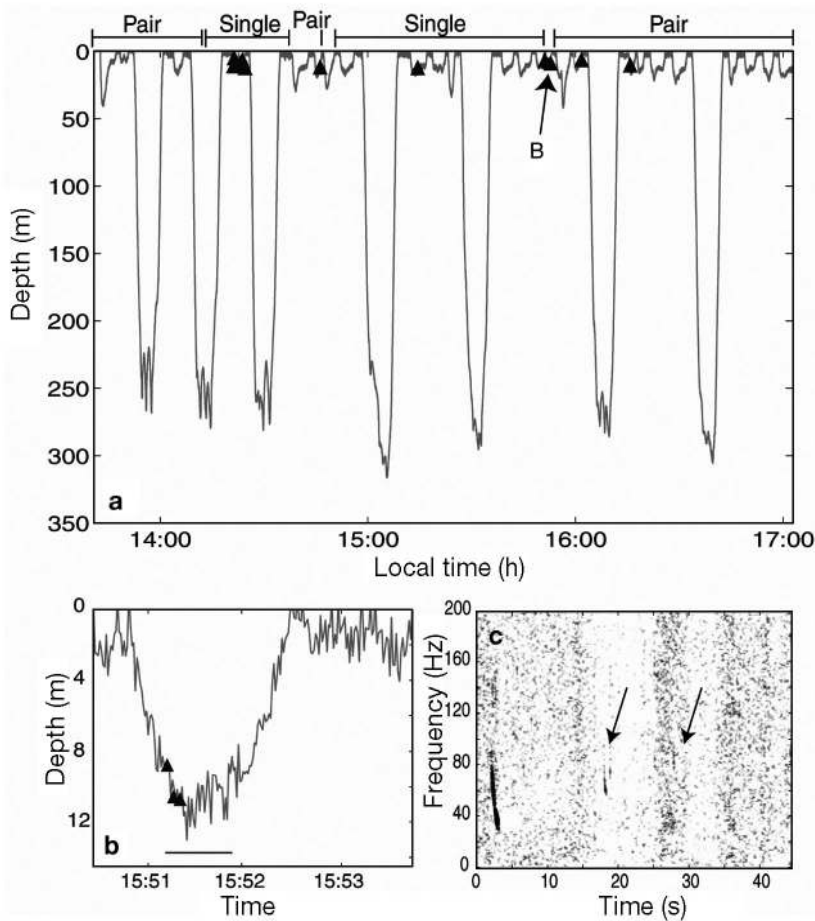 Pair Single Pair Single Pair
0
50
100
150
200
250
300
350
Depth (m)
B
a
14:00 15:00 16:00 17:00
Local time (h)
0
4
8
12
Depth (m)
b
15:51 15:52 15:53
Time
200
160
120
80
40
0
Frequency (Hz)
c
0 10 20 30 40
Time (s)